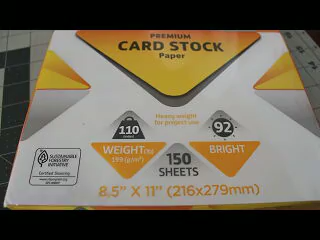 PREMIUM
CARD STOCK
Paper
Heavy weight
for project use
110
92
WEIGHT(lb)
199 (g/m²)
BRIGHT
150
SHEETS
SUSTAINABLE
FORESTRY
INITIATIVE
Certified Sourcing
8.5" X 11" (216x279mm)